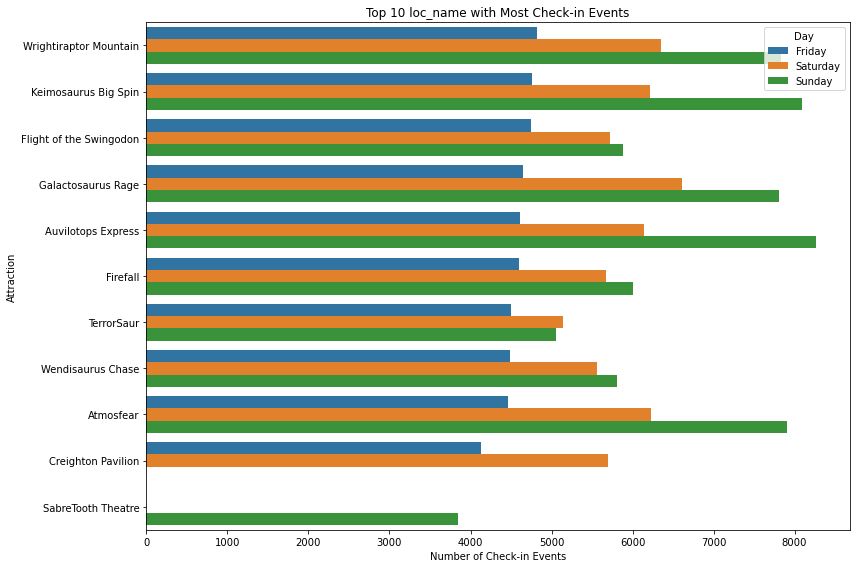 Top 10 loc_name with Most Check-in Events
Day
Friday
Saturday
Sunday
Attraction
Wrightiraptor Mountain
Keimosaurus Big Spin
Flight of the Swingodon
Galactosaurus Rage
Auvilotops Express
Firefall
TerrorSaur
Wendisaurus Chase
Atmosfear
Creighton Pavilion
SabreTooth Theatre
0 1000 2000 3000 4000 5000 6000 7000 8000
Number of Check-in Events